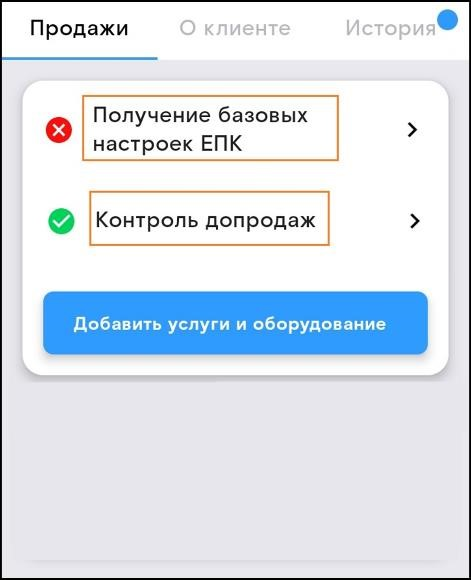 Продажи О клиенте История
Получение базовых
настроек ЕПК
Контроль допродаж
Добавить услуги и оборудование